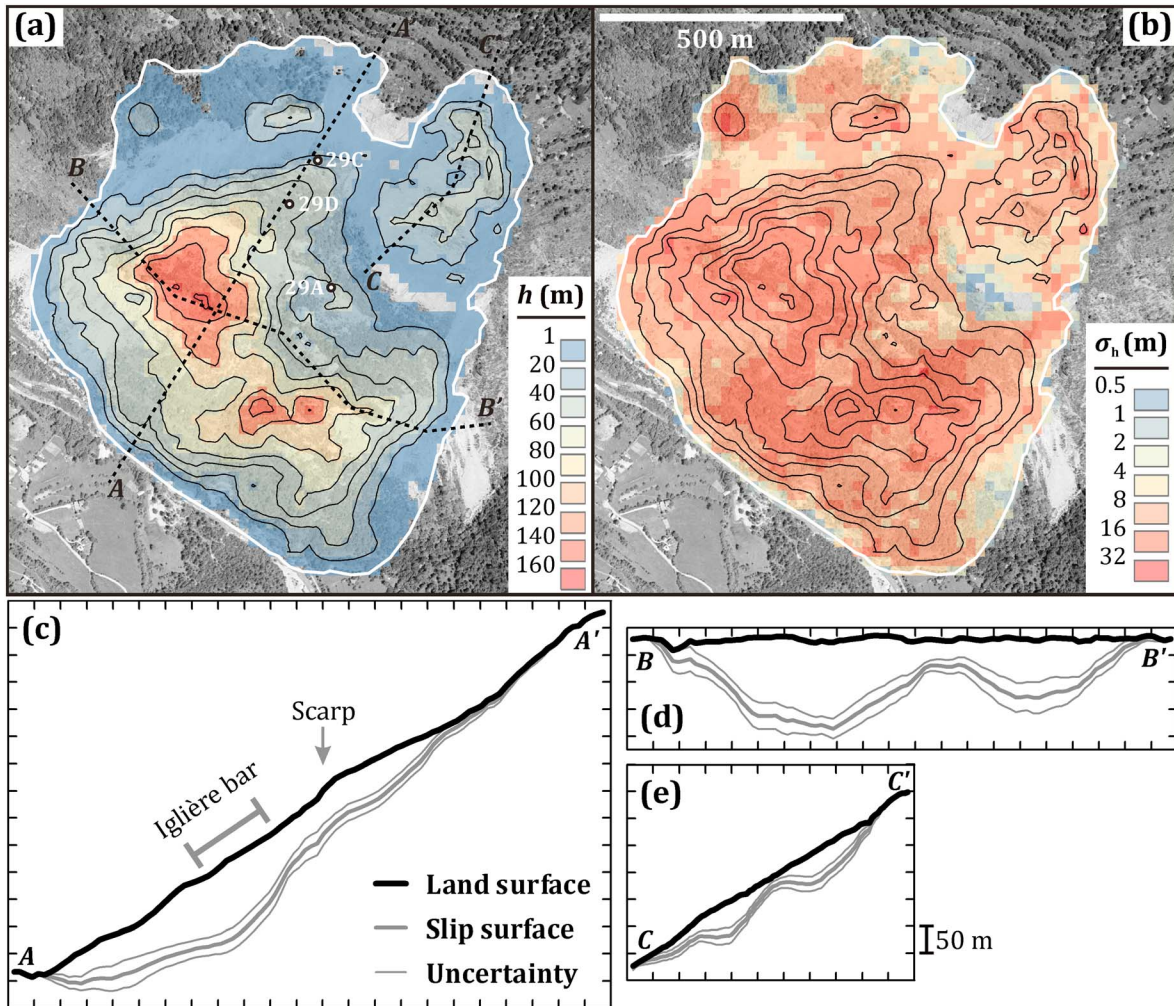 (a)
A'
C'
B
29C
29D
29A
C
A
B'
h (m)
1
20
40
60
80
100
120
140
160
500 m
(b)
σh (m)
0.5
1
2
4
8
16
32
(c)
A'
Scarp
Iglière bar
A
Land surface
Slip surface
Uncertainty
B
B'
(d)
(e)
C'
C
50 m